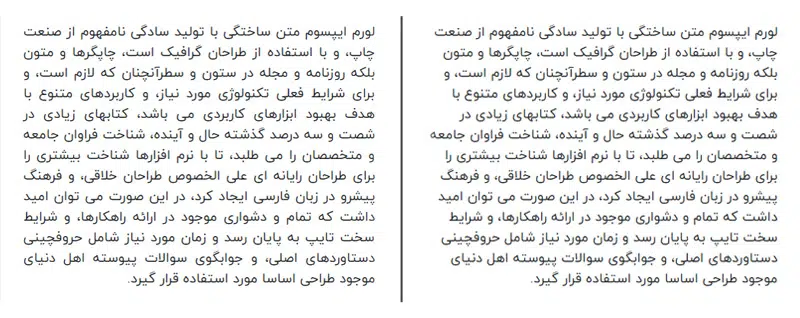 لورم ایپسوم متن ساختگی با تولید سادگی نامفهوم از صنعت
چاپ، و با استفاده از طراحان گرافیک است، چاپگرها و متون
بلکه روزنامه و مجله در ستون و سطرآنچنان که لازم است، و
برای شرایط فعلی تکنولوژی مورد نیاز، و کاربردهای متنوع با
هدف بهبود ابزارهای کاربردی می باشد، کتابهای زیادی در
شصت و سه درصد گذشته حال و آینده، شناخت فراوان جامعه
و متخصصان را می طلبد، تا با نرم افزارها شناخت بیشتری را
برای طراحان رایانه ای علی الخصوص طراحان خلاقی، و فرهنگ
پیشرو در زبان فارسی ایجاد کرد، در این صورت می توان امید
داشت که تمام و دشواری موجود در ارائه راهکارها، و شرایط
سخت تایپ به پایان رسد و زمان مورد نیاز شامل حروفچینی
دستاوردهای اصلی، و جوابگوی سوالات پیوسته اهل دنیای
موجود طراحی اساسا مورد استفاده قرار گیرد.
لورم ایپسوم متن ساختگی با تولید سادگی نامفهوم از صنعت
چاپ، و با استفاده از طراحان گرافیک است، چاپگرها و متون
بلکه روزنامه و مجله در ستون و سطرآنچنان که لازم است، و
برای شرایط فعلی تکنولوژی مورد نیاز، و کاربردهای متنوع با
هدف بهبود ابزارهای کاربردی می باشد، کتابهای زیادی در
شصت و سه درصد گذشته حال و آینده، شناخت فراوان جامعه
و متخصصان را می طلبد، تا با نرم افزارها شناخت بیشتری را
برای طراحان رایانه ای علی الخصوص طراحان خلاقی، و فرهنگ
پیشرو در زبان فارسی ایجاد کرد، در این صورت می توان امید
داشت که تمام و دشواری موجود در ارائه راهکارها، و شرایط
سخت تایپ به پایان رسد و زمان مورد نیاز شامل حروفچینی
دستاوردهای اصلی، و جوابگوی سوالات پیوسته اهل دنیای
موجود طراحی اساسا مورد استفاده قرار گیرد.